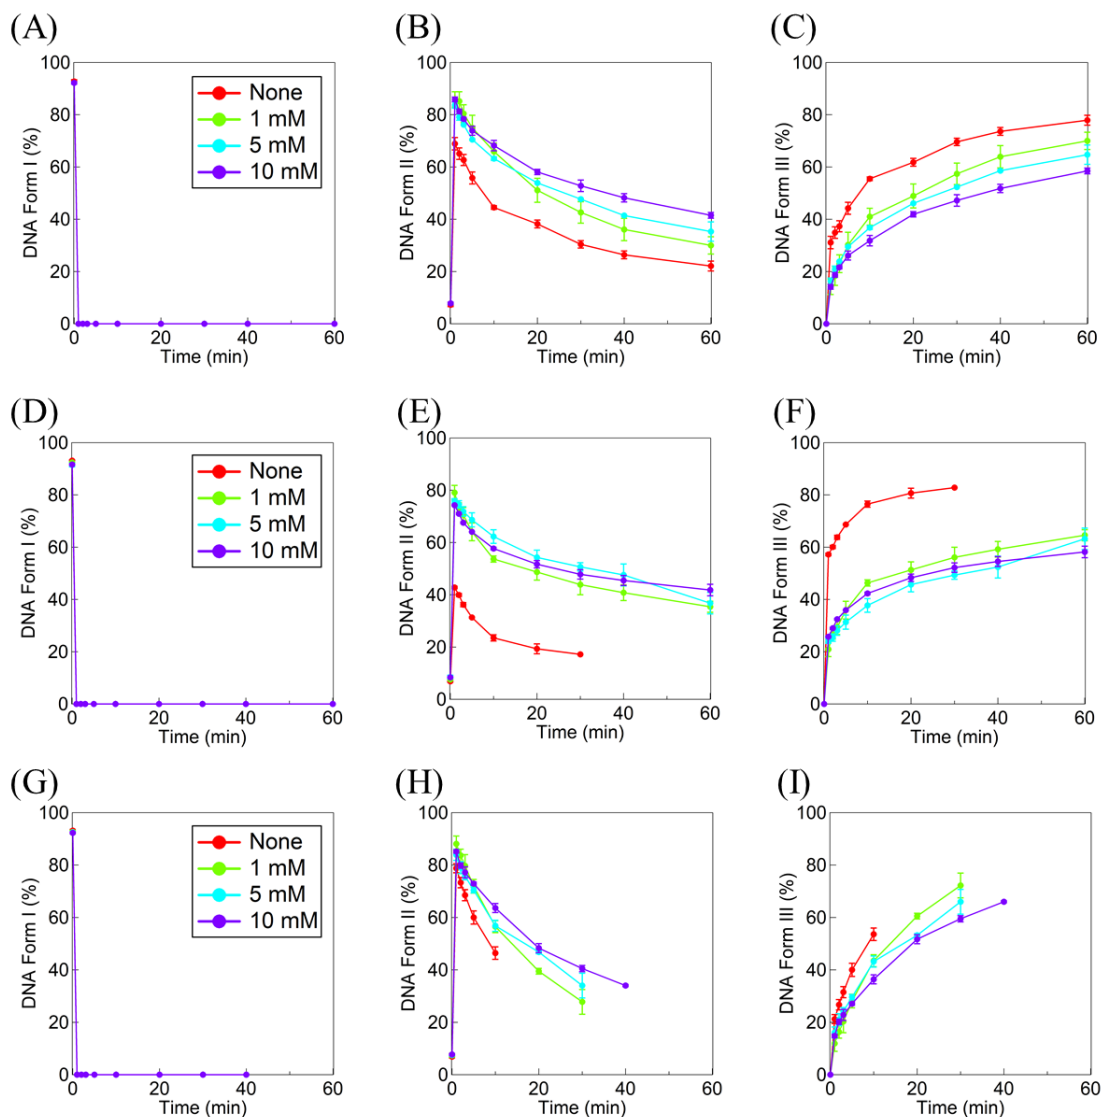 (A)
DNA Form I (%)
100
80
60
40
20
0
0 20 40 60
Time (min)
None
1 mM
5 mM
10 mM
(B)
DNA Form II (%)
100
80
60
40
20
0
0 20 40 60
Time (min)
(C)
DNA Form III (%)
100
80
60
40
20
0
0 20 40 60
Time (min)
(D)
DNA Form I (%)
100
80
60
40
20
0
0 20 40 60
Time (min)
None
1 mM
5 mM
10 mM
(E)
DNA Form II (%)
100
80
60
40
20
0
0 20 40 60
Time (min)
(F)
DNA Form III (%)
100
80
60
40
20
0
0 20 40 60
Time (min)
(G)
DNA Form I (%)
100
80
60
40
20
0
0 20 40 60
Time (min)
None
1 mM
5 mM
10 mM
(H)
DNA Form II (%)
100
80
60
40
20
0
0 20 40 60
Time (min)
(I)
DNA Form III (%)
100
80
60
40
20
0
0 20 40 60
Time (min)